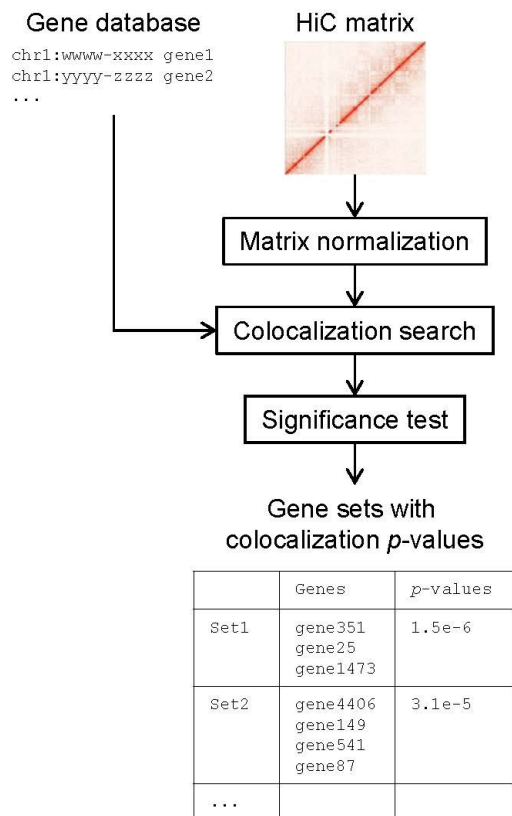 Gene database
chr1:wwww-xxxx gene1
chr1:yyyy-zzzz gene2
...
HiC matrix
Matrix normalization
Colocalization search
Significance test
Gene sets with
colocalization p-values
Genes p-values
Set1 gene351 1.5e-6
gene25
gene1473
Set2 gene4406 3.1e-5
gene149
gene541
gene87
...